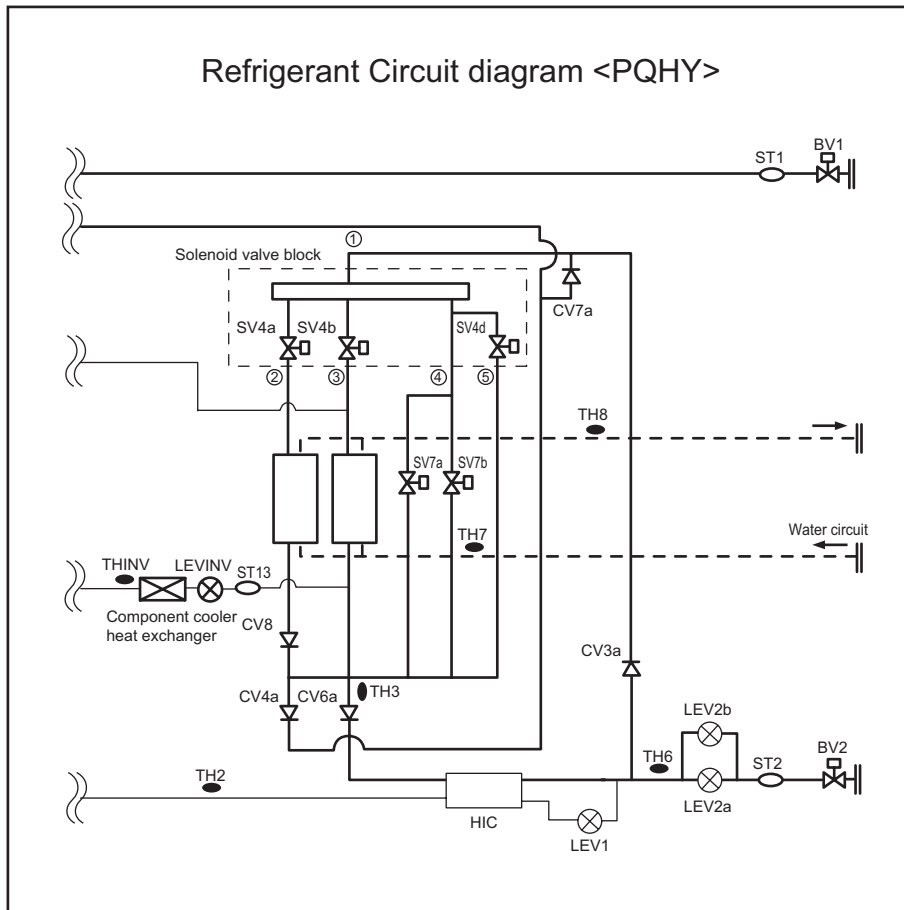 Refrigerant Circuit diagram <PQHY>
BV1
ST1
①
Solenoid valve block
CV7a
SV4a SV4b SV4d
② ③ ④ ⑤
TH8
SV7a SV7b
TH7
Water circuit
THINV LEVINV ST13
Component cooler
heat exchanger
CV8
CV3a
CV4a CV6a TH3
LEV2b
TH2
TH6
ST2
BV2
LEV2a
HIC
LEV1